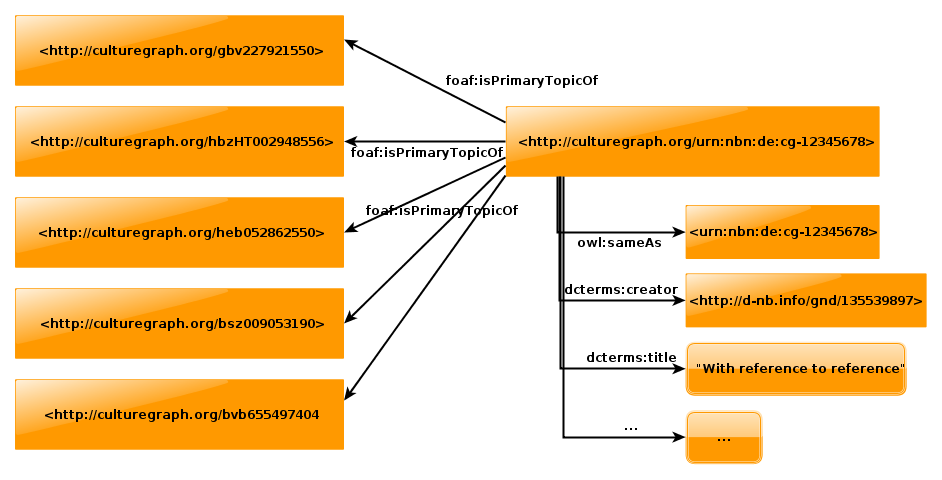 <http://culturegraph.org/gbv227921550>
foaf:isPrimaryTopicOf
<http://culturegraph.org/hbzHT002948556>
<http://culturegraph.org/urn:nbn:de:cg-12345678>
foaf:isPrimaryTopicOf
foaf:isPrimaryTopicOf
<http://culturegraph.org/heb052862550>
<urn:nbn:de:cg-12345678>
owl:sameAs
dcterms:creator
<http://d-nb.info/gnd/135539897>
<http://culturegraph.org/bsz009053190>
dcterms:title
"With reference to reference"
<http://culturegraph.org/bvb655497404
...
...